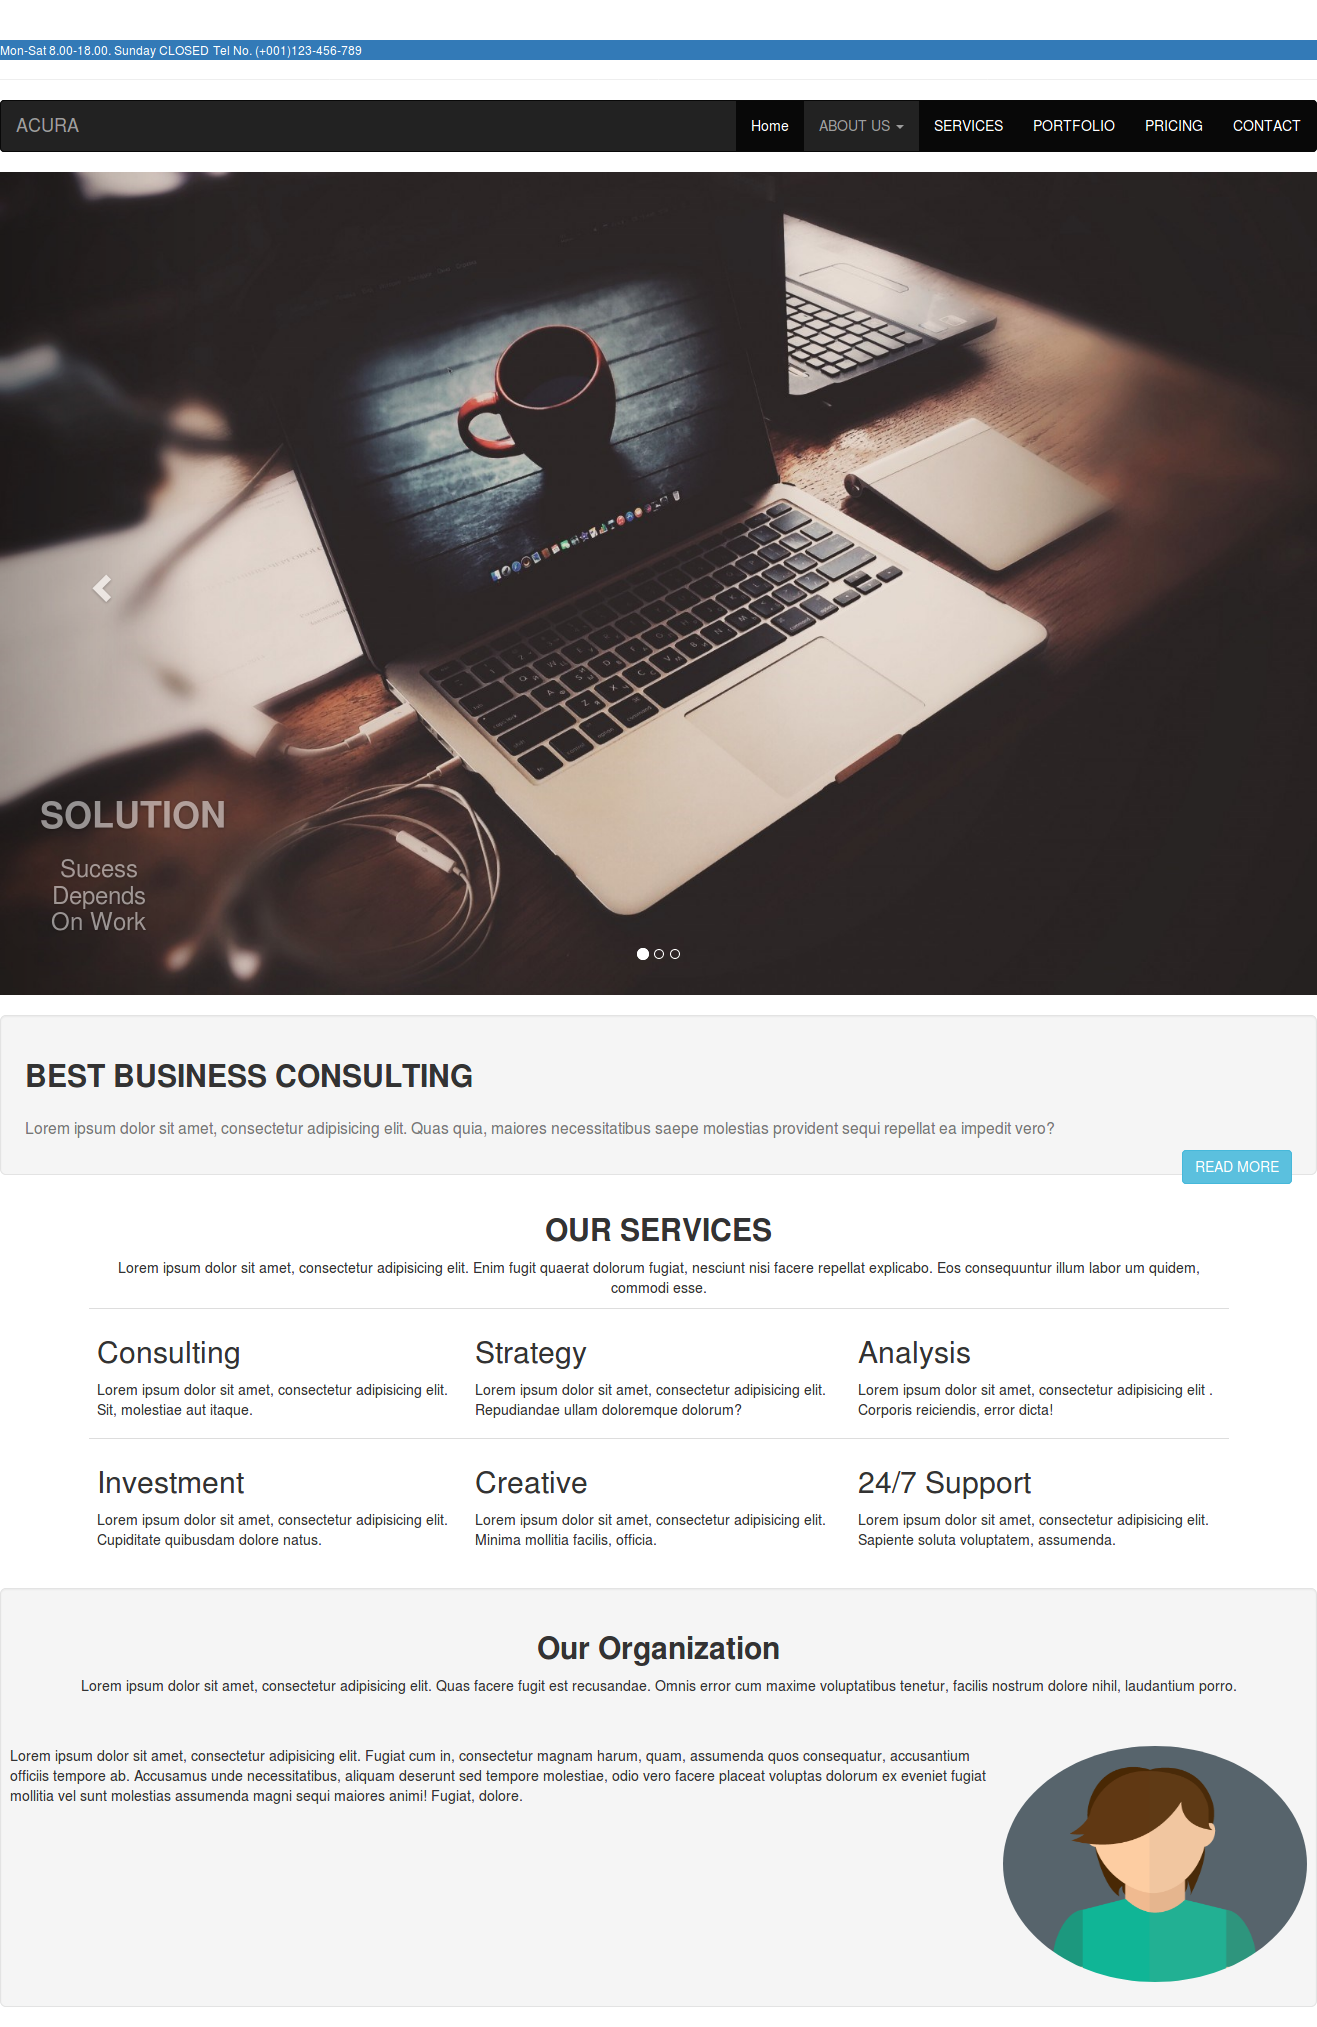 Mon-Sat 8.00-18.00. Sunday CLOSED Tel No. (+001)123-456-789
ACURA
Home ABOUT US SERVICES PORTFOLIO PRICING CONTACT
SOLUTION
Sucess
Depends
On Work
BEST BUSINESS CONSULTING
Lorem ipsum dolor sit amet, consectetur adipisicing elit. Quas quia, maiores necessitatibus saepe molestias provident sequi repellat ea impedit vero?
READ MORE
OUR SERVICES
Lorem ipsum dolor sit amet, consectetur adipisicing elit. Enim fugit quaerat dolorum fugiat, nesciunt nisi facere repellat explicabo. Eos consequuntur illum labor um quidem,
commodi esse.
Consulting
Lorem ipsum dolor sit amet, consectetur adipisicing elit.
Sit, molestiae aut itaque.
Strategy
Lorem ipsum dolor sit amet, consectetur adipisicing elit.
Repudiandae ullam doloremque dolorum?
Analysis
Lorem ipsum dolor sit amet, consectetur adipisicing elit .
Corporis reiciendis, error dicta!
Investment
Lorem ipsum dolor sit amet, consectetur adipisicing elit.
Cupiditate quibusdam dolore natus.
Creative
Lorem ipsum dolor sit amet, consectetur adipisicing elit.
Minima mollitia facilis, officia.
24/7 Support
Lorem ipsum dolor sit amet, consectetur adipisicing elit.
Sapiente soluta voluptatem, assumenda.
Our Organization
Lorem ipsum dolor sit amet, consectetur adipisicing elit. Quas facere fugit est recusandae. Omnis error cum maxime voluptatibus tenetur, facilis nostrum dolore nihil, laudantium porro.
Lorem ipsum dolor sit amet, consectetur adipisicing elit. Fugiat cum in, consectetur magnam harum, quam, assumenda quos consequatur, accusantium
officiis tempore ab. Accusamus unde necessitatibus, aliquam deserunt sed tempore molestiae, odio vero facere placeat voluptas dolorum ex eveniet fugiat
mollitia vel sunt molestias assumenda magni sequi maiores animi! Fugiat, dolore.